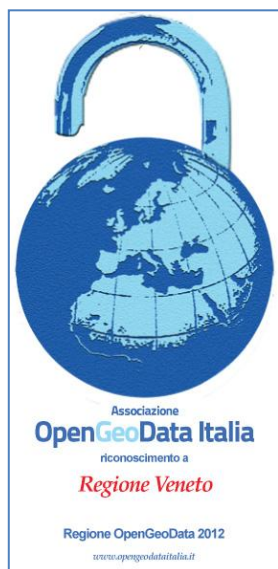 Associazione
OpenGeoData Italia
riconoscimento a
Regione Veneto
Regione OpenGeoData 2012
www.opengeodataitalia.it